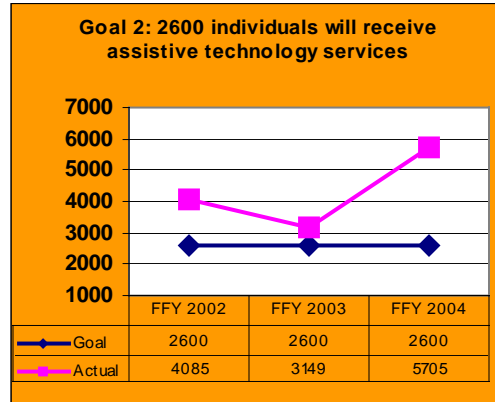 Goal 2: 2600 individuals will receive
assistive technology services
7000
6000
5000
4000
3000
2000
1000
FFY 2002 FFY 2003 FFY 2004
Goal 2600 2600 2600
Actual 4085 3149 5705